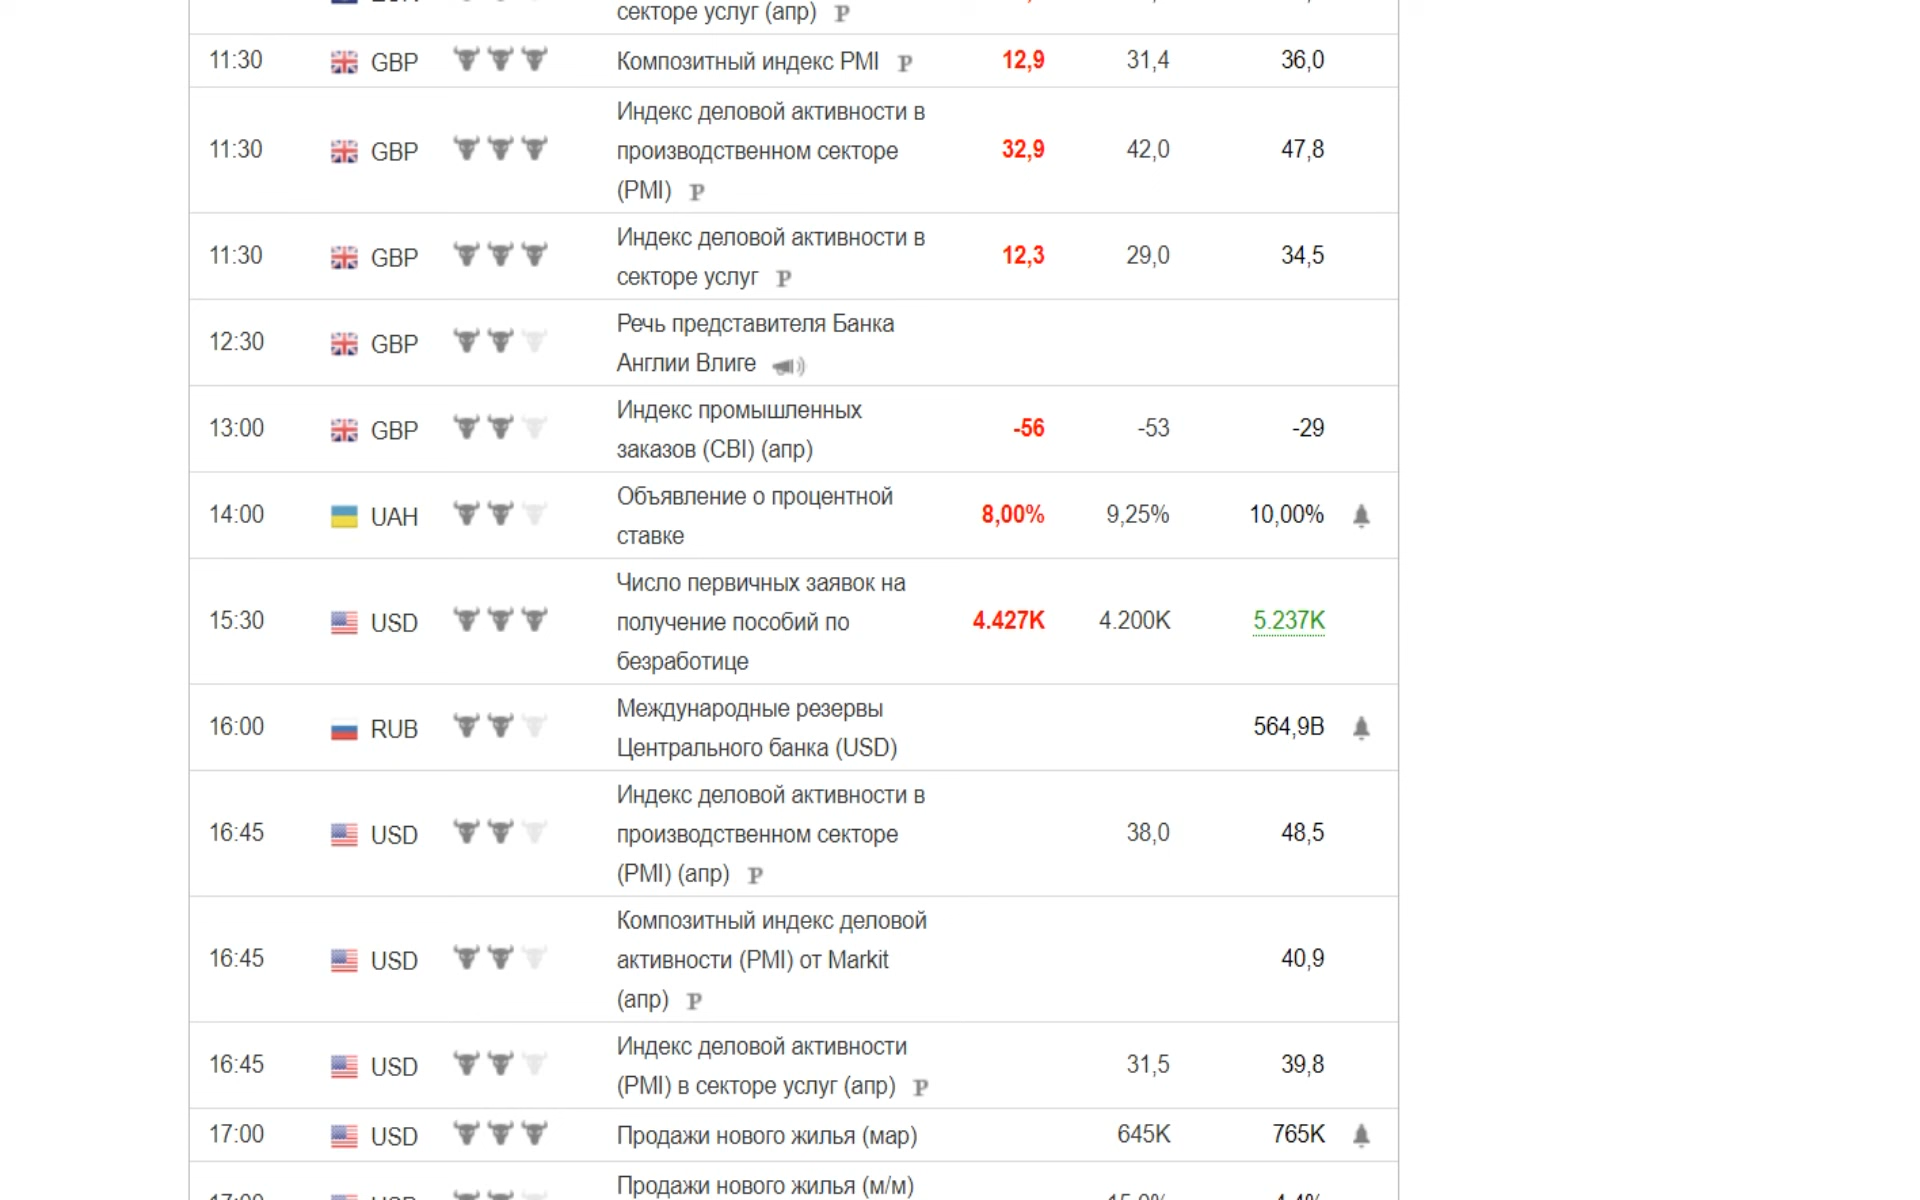 секторе услуг (апр) P
11:30 GBP Композитный индекс PMI P 12,9 31,4 36,0
Индекс деловой активности в
11:30 GBP производственном секторе 32,9 42,0 47,8
(PMI) P
Индекс деловой активности в
11:30 GBP секторе услуг P 12,3 29,0 34,5
Речь представителя Банка
12:30 GBP Англии Влиге
Индекс промышленных
13:00 GBP заказов (CBI) (апр) -56 -53 -29
Объявление о процентной
14:00 UAH ставке 8,00% 9,25% 10,00%
Число первичных заявок на
15:30 USD получение пособий по 4.427K 4.200K 5.237K
безработице
Международные резервы
16:00 RUB Центрального банка (USD) 564,9B
Индекс деловой активности в
16:45 USD производственном секторе 38,0 48,5
(PMI) (апр) P
Композитный индекс деловой
16:45 USD активности (PMI) от Markit 40,9
(апр) P
Индекс деловой активности
16:45 USD (PMI) в секторе услуг (апр) P 31,5 39,8
17:00 USD Продажи нового жилья (мар) 645K 765K
Продажи нового жилья (м/м)